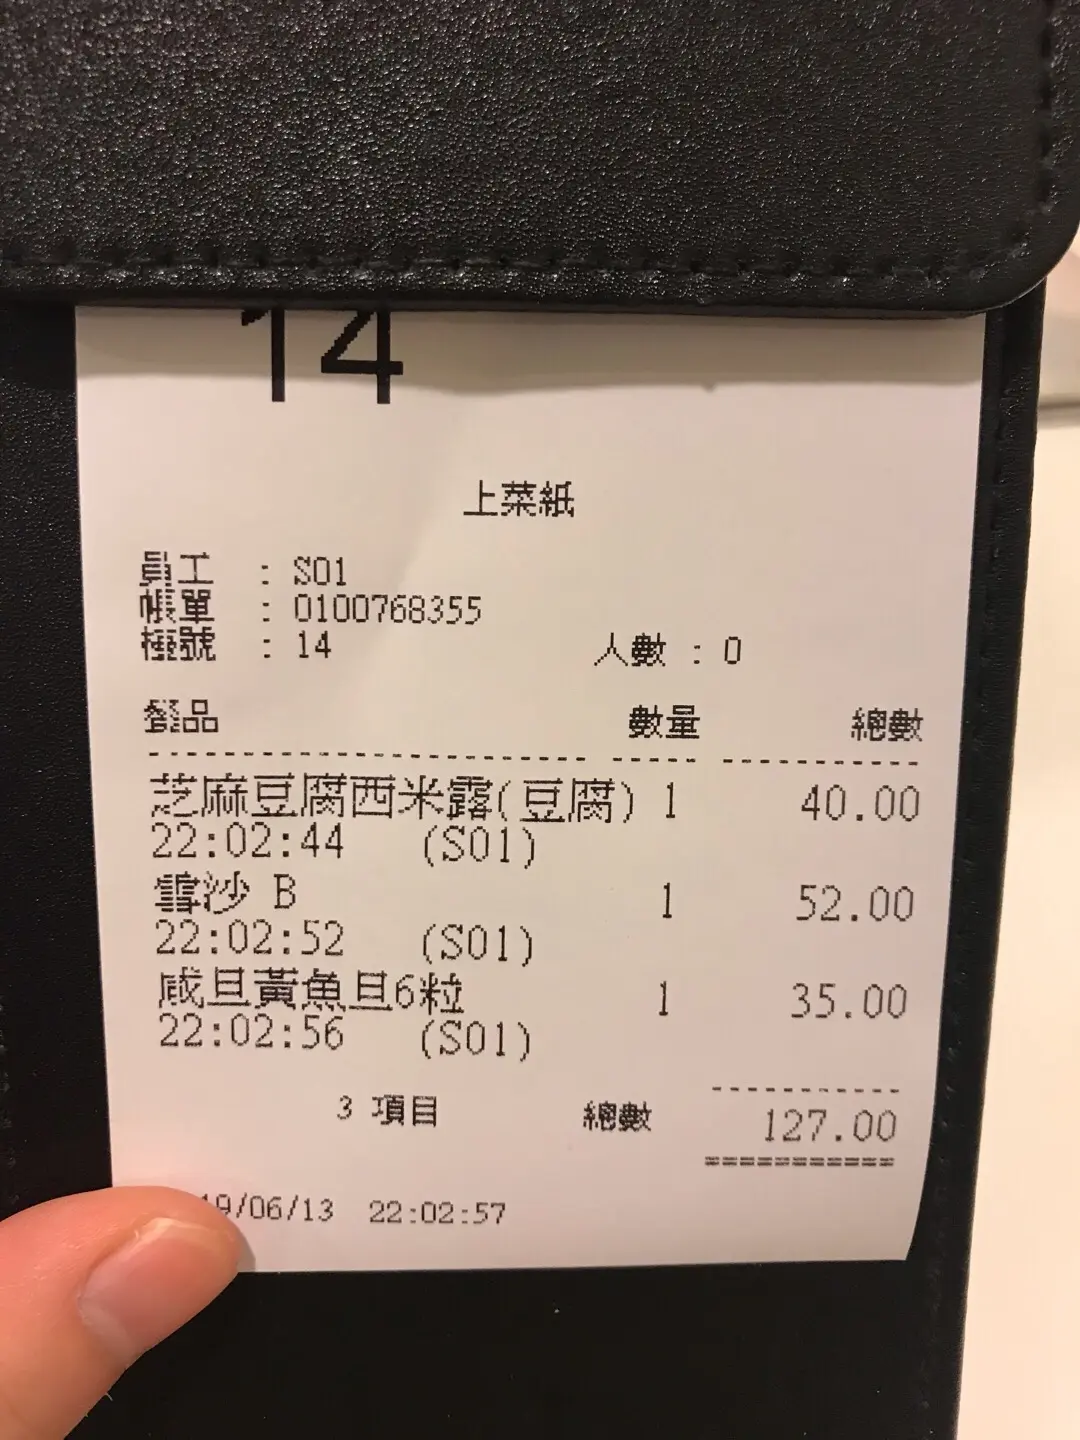 14
上菜紙
員工 : S01
帳單 : 0100768355
檯號 : 14 人數 : 0
餐品 數量 總數
芝麻豆腐西米露(豆腐) 1 40.00
22:02:44 (S01)
雪沙 B 1 52.00
22:02:52 (S01)
咸旦黃魚旦6粒 1 35.00
22:02:56 (S01)
3 項目 總數 127.00
19/06/13 22:02:57